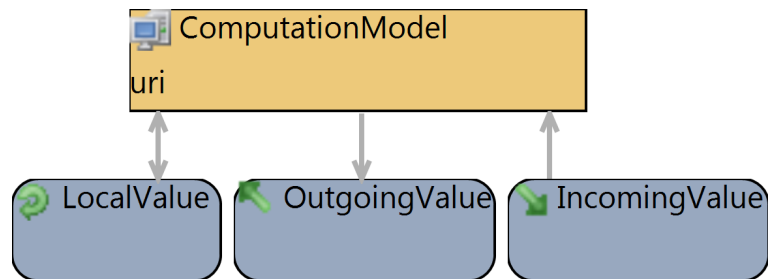 ComputationModel
uri
LocalValue
OutgoingValue
IncomingValue